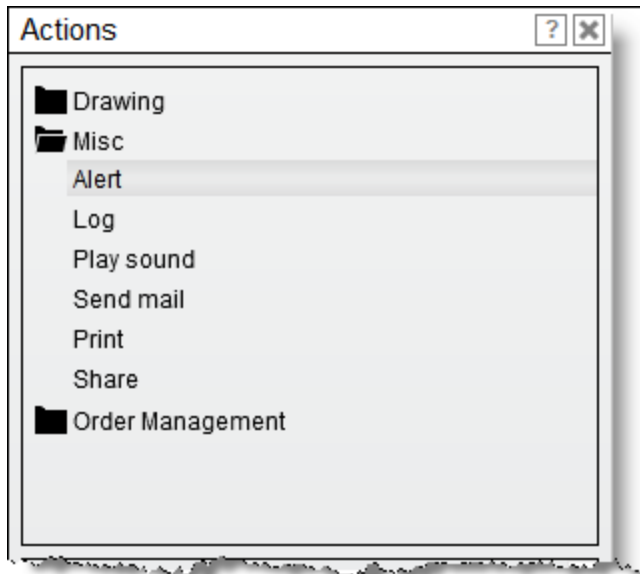 Actions ?
Drawing
Misc
Alert
Log
Play sound
Send mail
Print
Share
Order Management